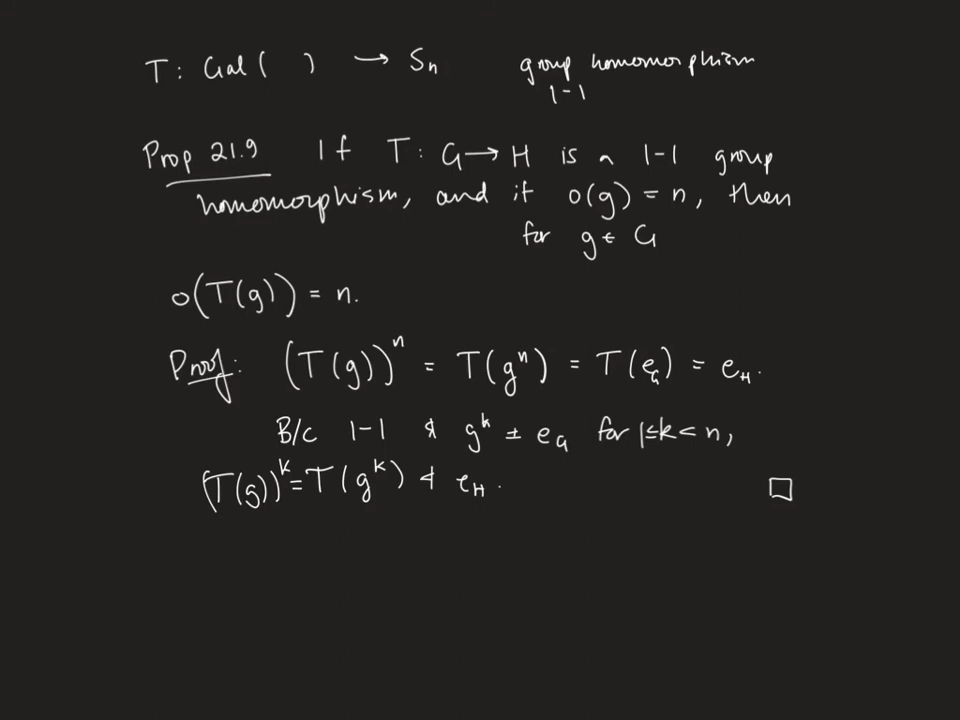 T: Gal( ) → Sn group homomorphism
1-1
Prop 21.9 If T: G → H is a 1-1 group
homomorphism, and if o(g) = n, then
for g ∈ G
o(T(g)) = n.
Proof: (T(g))^n = T(g^n) = T(e_G) = e_H.
B/c 1-1 & g^k ≠ e_G for 1≤k<n,
(T(g))^k = T(g^k) ≠ e_H. □